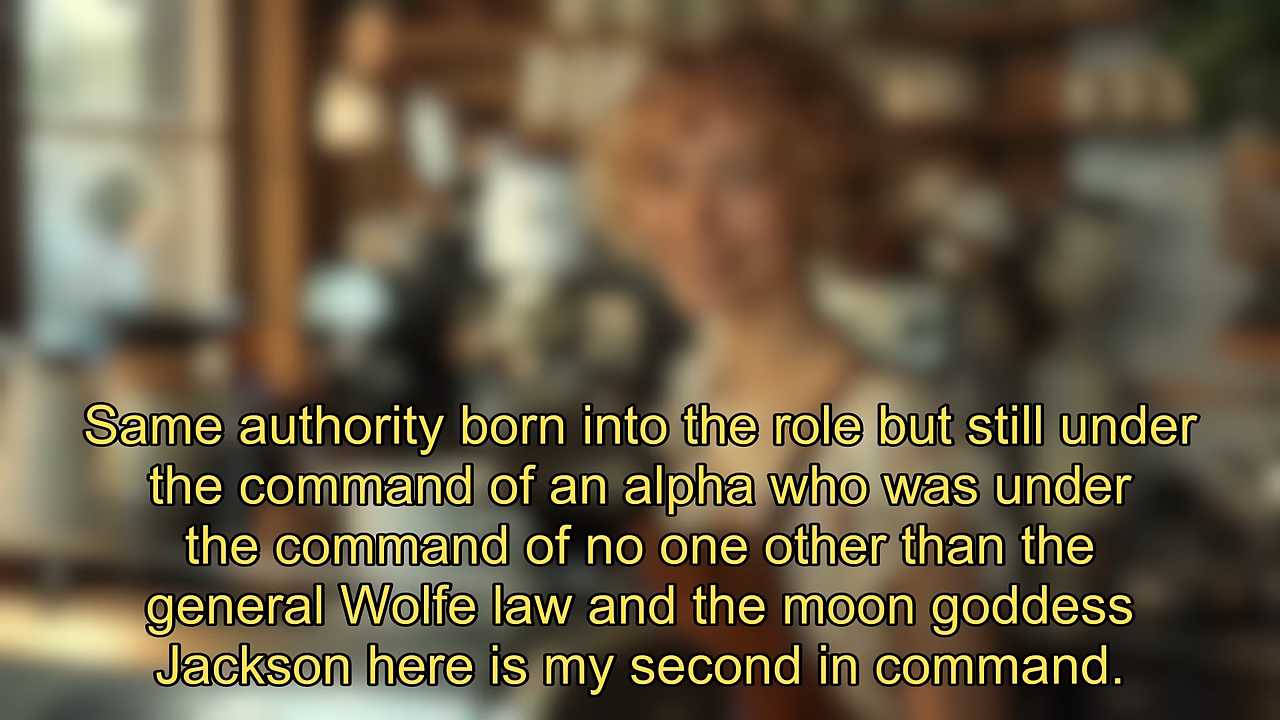 Same authority born into the role but still under
the command of an alpha who was under
the command of no one other than the
general Wolfe law and the moon goddess
Jackson here is my second in command.